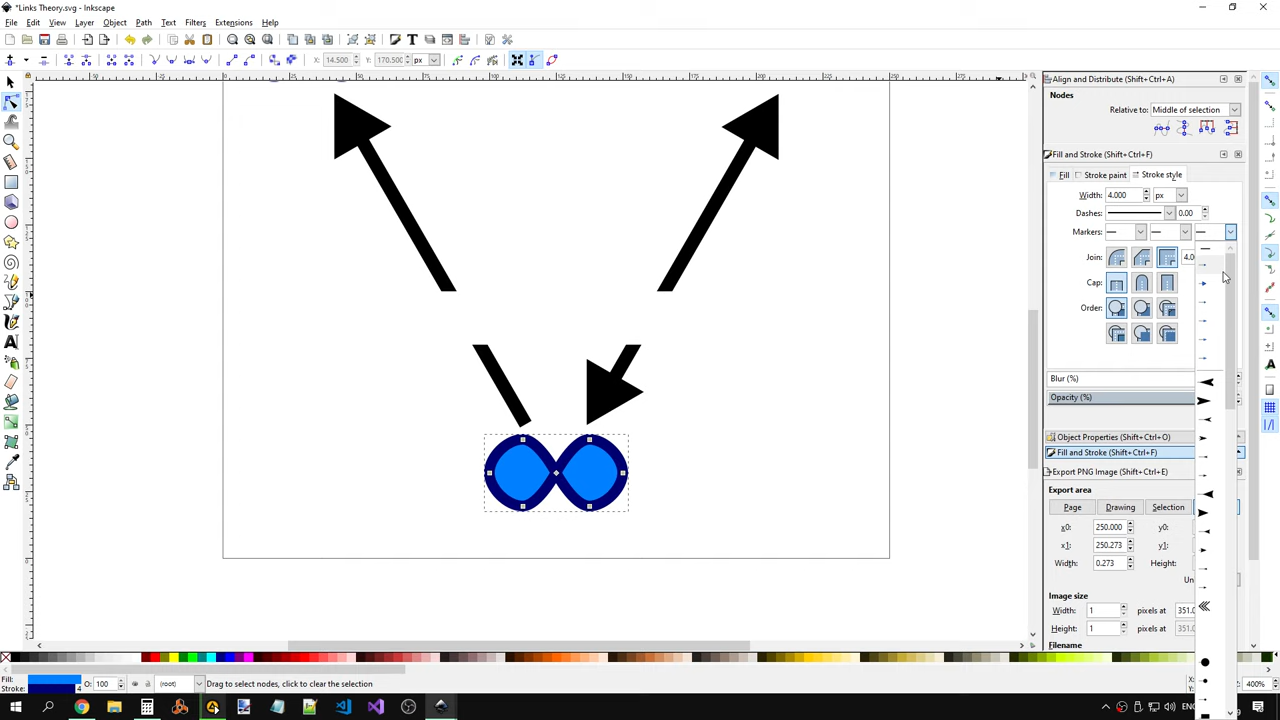 *Links Theory.svg - Inkscape
File Edit View Layer Object Path Text Filters Extensions Help
X: 14.500 Y: 170.500 px
Align and Distribute (Shift+Ctrl+A)
Nodes
Relative to: Middle of selection
Fill and Stroke (Shift+Ctrl+F)
Fill Stroke paint Stroke style
Width: 4.000 px
Dashes: 0.00
Markers:
Join:
Cap:
Order:
Blur (%)
Opacity (%)
Object Properties (Shift+Ctrl+O)
Fill and Stroke (Shift+Ctrl+F)
Export PNG Image (Shift+Ctrl+E)
Export area
Page Drawing Selection
x0: 250.000 y0:
x1: 250.273 y1:
Width: 0.273 Height:
Image size
Width: 1 pixels at
Height: 1 pixels at
Filename
Fill:
Stroke: 4
O: 100 (root) Drag to select nodes, click to clear the selection
X:
400%
ENG